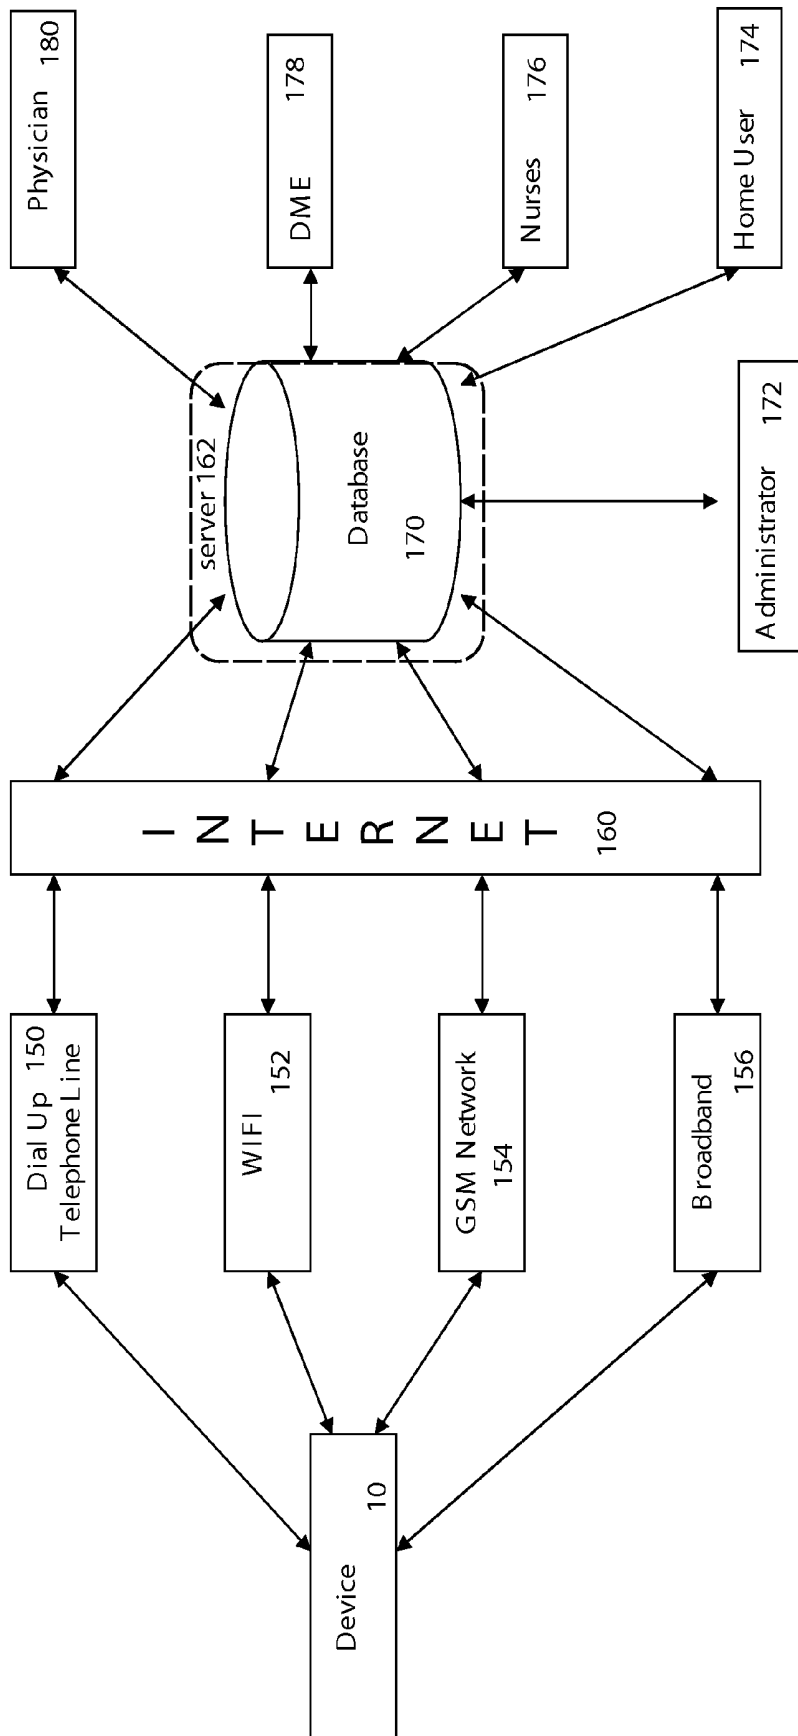 Device
10
Dial Up 150
Telephone Line
WIFI
152
GSM Network
154
Broadband
156
INTERNET
160
server 162
Database
170
Physician 180
DME 178
Nurses 176
Home User 174
Administrator 172